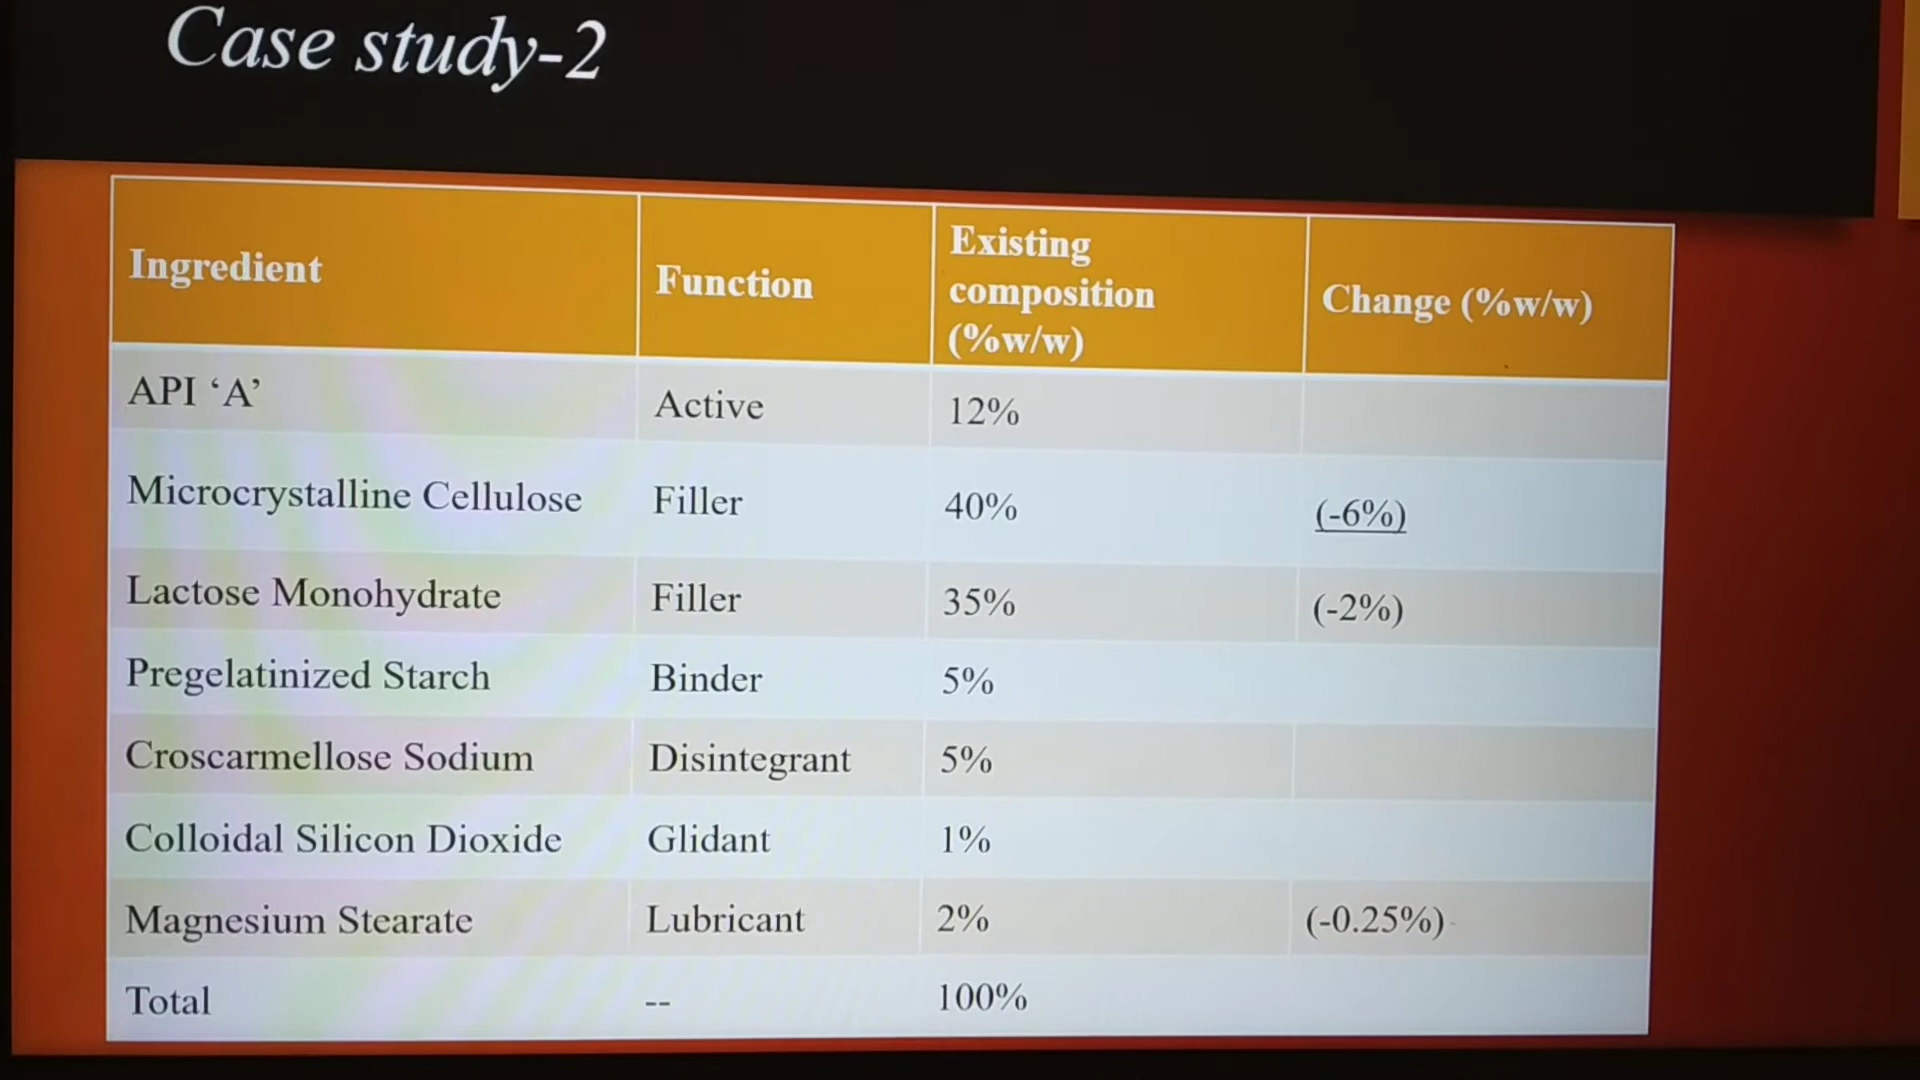 Case study-2
Ingredient Function Existing composition (%w/w) Change (%w/w)
API ‘A’ Active 12%
Microcrystalline Cellulose Filler 40% (-6%)
Lactose Monohydrate Filler 35% (-2%)
Pregelatinized Starch Binder 5%
Croscarmellose Sodium Disintegrant 5%
Colloidal Silicon Dioxide Glidant 1%
Magnesium Stearate Lubricant 2% (-0.25%)
Total -- 100%